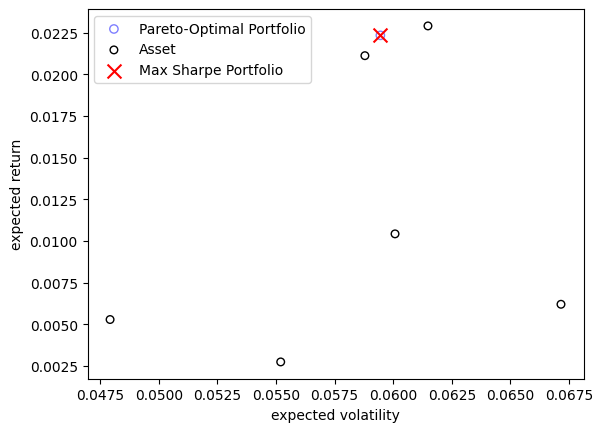 Pareto-Optimal Portfolio
Asset
Max Sharpe Portfolio
0.0225
0.0200
0.0175
0.0150
0.0125
0.0100
0.0075
0.0050
0.0025
expected return
0.0475 0.0500 0.0525 0.0550 0.0575 0.0600 0.0625 0.0650 0.0675
expected volatility